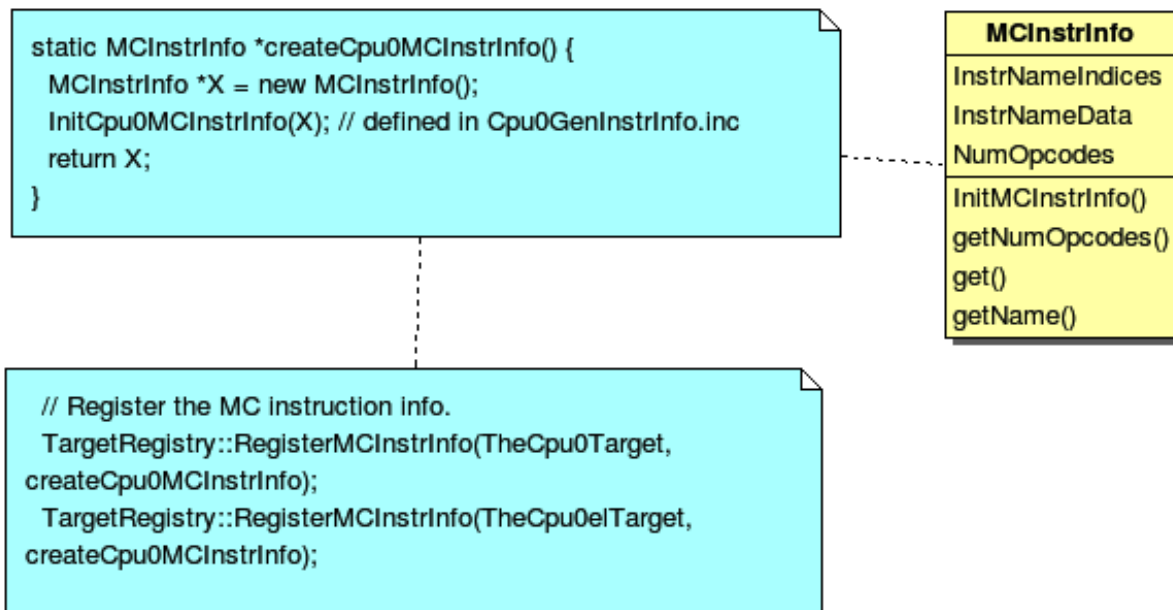 static MCInstrInfo *createCpu0MCInstrInfo() {
MCInstrInfo *X = new MCInstrInfo();
InitCpu0MCInstrInfo(X); // defined in Cpu0GenInstrInfo.inc
return X;
}
MCInstrInfo
InstrNameIndices
InstrNameData
NumOpcodes
InitMCInstrInfo()
getNumOpcodes()
get()
getName()
// Register the MC instruction info.
TargetRegistry::RegisterMCInstrInfo(TheCpu0Target,
createCpu0MCInstrInfo);
TargetRegistry::RegisterMCInstrInfo(TheCpu0elTarget,
createCpu0MCInstrInfo);